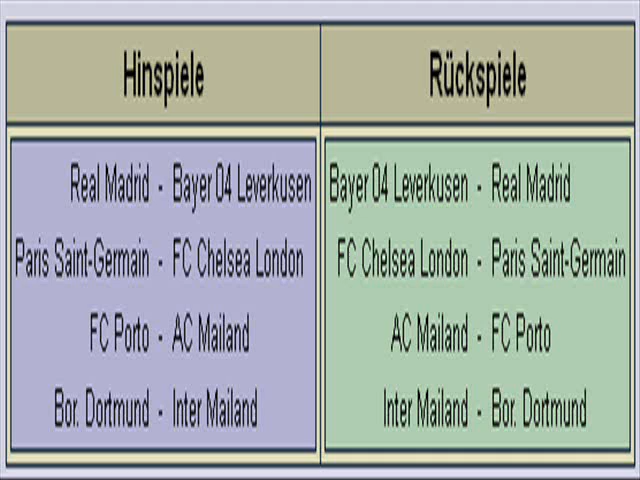 Hinspiele
Rückspiele
Real Madrid - Bayer 04 Leverkusen
Bayer 04 Leverkusen - Real Madrid
Paris Saint-Germain - FC Chelsea London
FC Chelsea London - Paris Saint-Germain
FC Porto - AC Mailand
AC Mailand - FC Porto
Bor. Dortmund - Inter Mailand
Inter Mailand - Bor. Dortmund